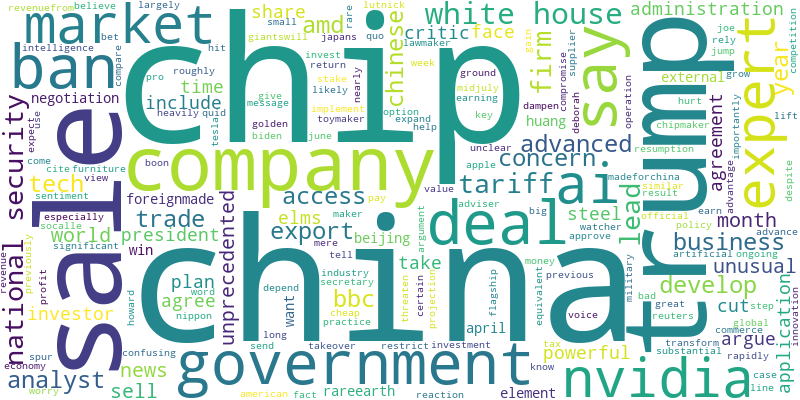 chip
china
trump
sale
company
government
deal
nvidia
expert
ban
market
say
ai
white house
national security
tariff
business
develop
advanced
concern
export
access
trade
tech
investor
analyst
sell
news
world
president
plan
agree
bbc
elms
include
time
share
amd
critic
face
firm
chinese
huang
administration
external
year
agreement
month
unusual
lead
steel
take
beijing
unprecedented
foreignmade
negotiation
win
want
april
powerful
cut
argue
application
element
rareearth
revenuefrom
believe
largely
giantswill
small
japans
rare
quo
lutnick
lawmaker
intelligence
bet
hit
invest
return
week
compare
pro
roughly
stake
likely
nearly
ground
midjuly
earning
implement
toymaker
option
expand
help
key
give
message
heavily
quid
teslai
golden
biden
june
dampen
deborah
unclear
apple
operation
compromise
supplier
gain
joe
rely
jump
grow
hurt
chipmaker
importantly
competition
lift
resumption
madeforchina
similar
result
advantage
despite
official
earn
policy
advance
artificial
ongoing
bad
great
step
reuters
global
commerce
innovation
transform
substantial
rapidly
case
line
military
voice
know
tax
equivalent
flagship
previous
money
approve
watcher
big
adviser
value
pay
argument
projection
certain
threaten
tell
maker
mere
industry
secretary
depend
cheap
practice
long
send
takeover
restrict
investment
american
fact
reaction
boon
word
nippon
howard
confusing
spur
economy
worry
profit
revenue
previously
significant
socalle
especially
sentiment
view
come
cite
furniture
use
expect